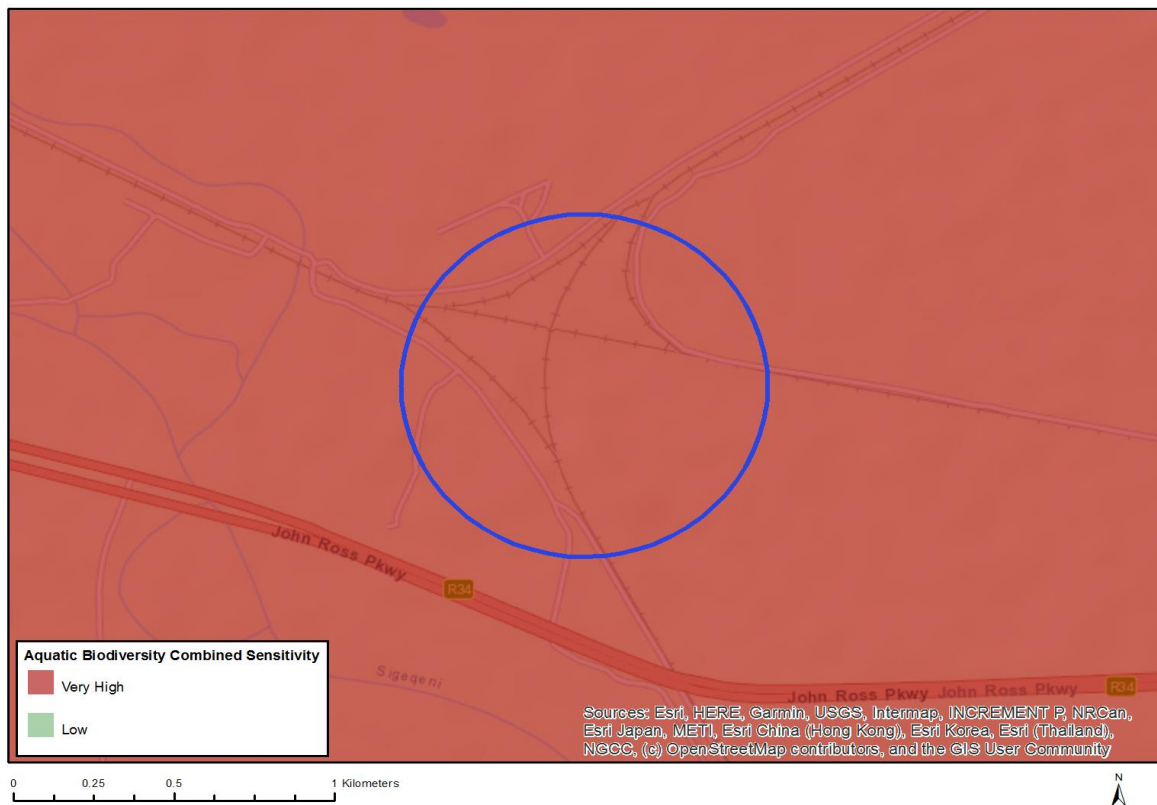 John Ross Pkwy
R34
Sigeqeni
John Ross Pkwy John Ross Pkwy
R34
Aquatic Biodiversity Combined Sensitivity
Very High
Low
Sources: Esri, HERE, Garmin, USGS, Intermap, INCREMENT P, NRCan,
Esri Japan, METI, Esri China (Hong Kong), Esri Korea, Esri (Thailand),
NGCC, (c) OpenStreetMap contributors, and the GIS User Community
0 0.25 0.5 1 Kilometers
N